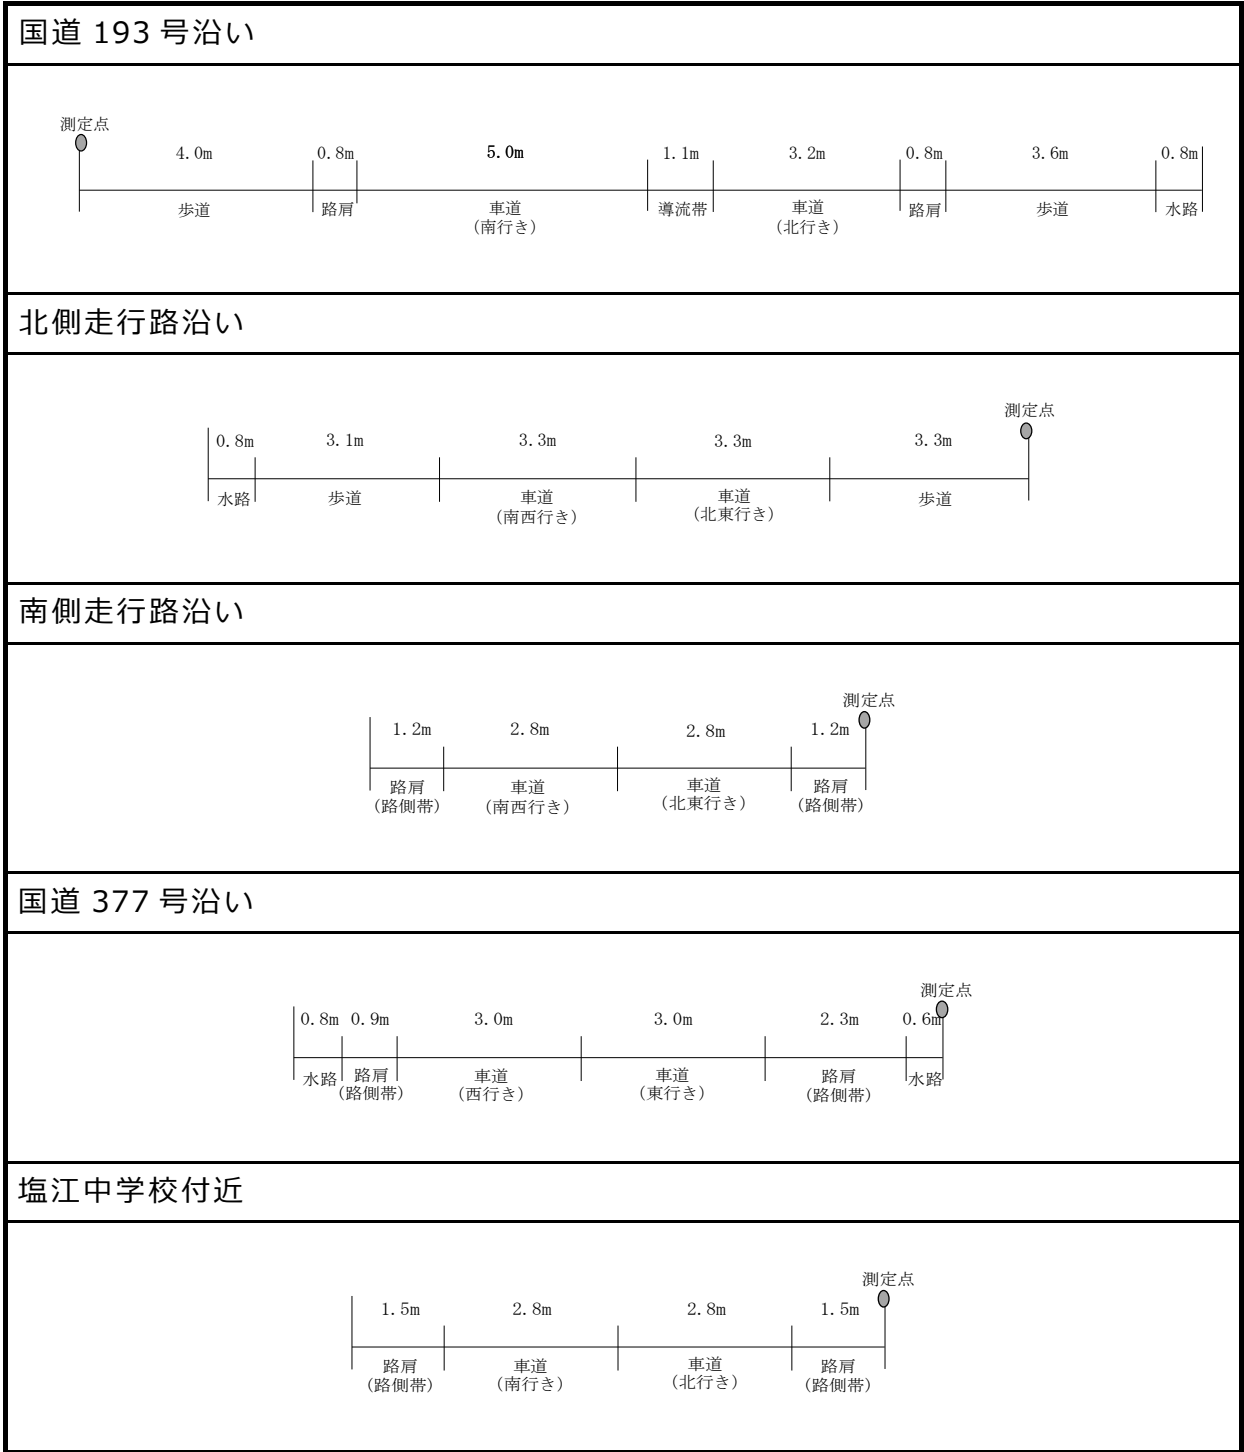 国道 193 号沿い
測定点
4.0m 0.8m 5.0m 1.1m 3.2m 0.8m 3.6m 0.8m
歩道 路肩 車道 導流帯 車道 路肩 歩道 水路
(南行き) (北行き)
北側走行路沿い
測定点
0.8m 3.1m 3.3m 3.3m 3.3m
水路 歩道 車道 車道 歩道
(南西行き) (北東行き)
南側走行路沿い
測定点
1.2m 2.8m 2.8m 1.2m
路肩 車道 車道 路肩
(路側帯) (南西行き) (北東行き) (路側帯)
国道 377 号沿い
測定点
0.8m 0.9m 3.0m 3.0m 2.3m 0.6m
水路 路肩 車道 車道 路肩 水路
(路側帯) (西行き) (東行き) (路側帯)
塩江中学校付近
測定点
1.5m 2.8m 2.8m 1.5m
路肩 車道 車道 路肩
(路側帯) (南行き) (北行き) (路側帯)